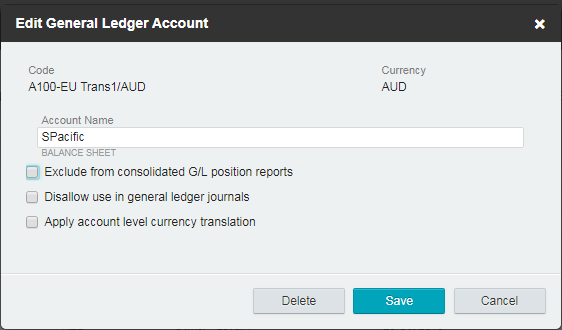 Edit General Ledger Account
Code
Currency
A100-EU Trans1/AUD
AUD
Account Name
SPacific
BALANCE SHEET
Exclude from consolidated G/L position reports
Disallow use in general ledger journals
Apply account level currency translation
Delete
Save
Cancel